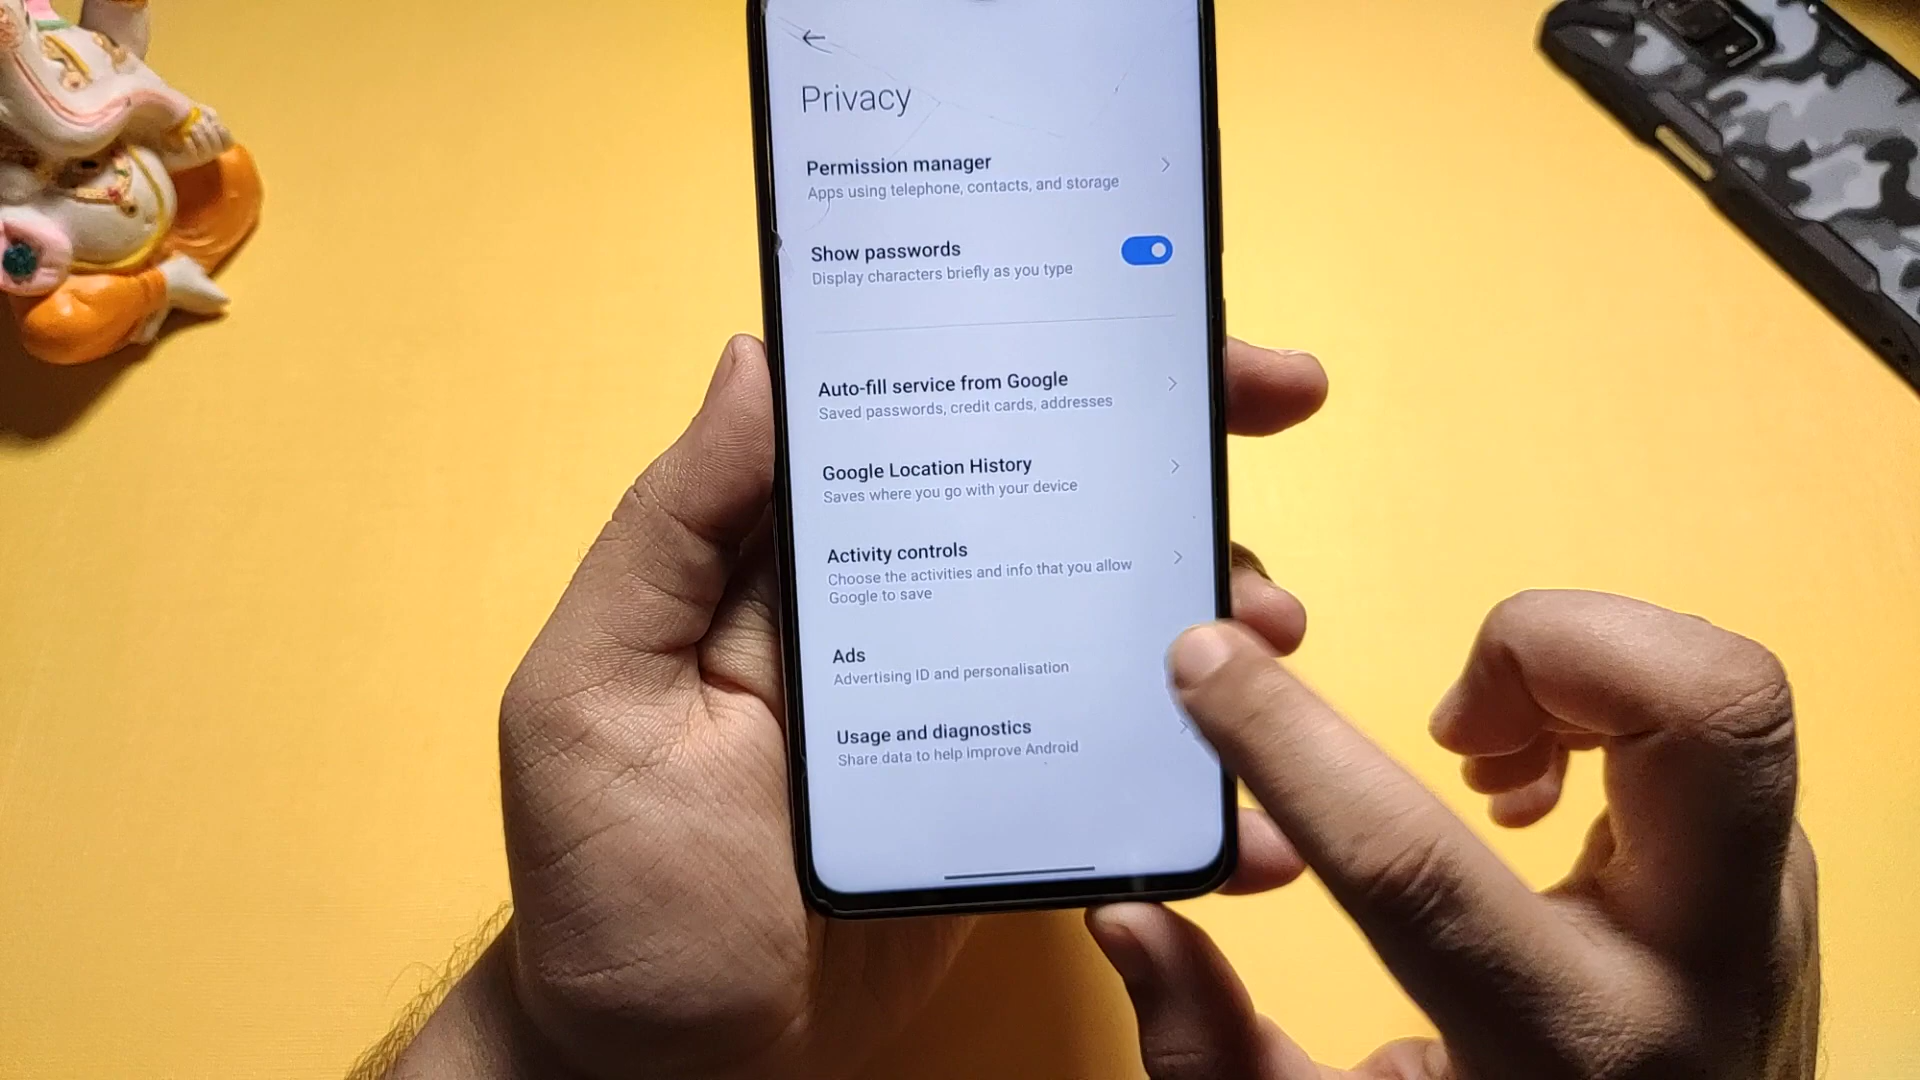 Privacy
Permission manager
Apps using telephone, contacts, and storage
Show passwords
Display characters briefly as you type
Auto-fill service from Google
Saved passwords, credit cards, addresses
Google Location History
Saves where you go with your device
Activity controls
Choose the activities and info that you allow
Google to save
Ads
Advertising ID and personalisation
Usage and diagnostics
Share data to help improve Android